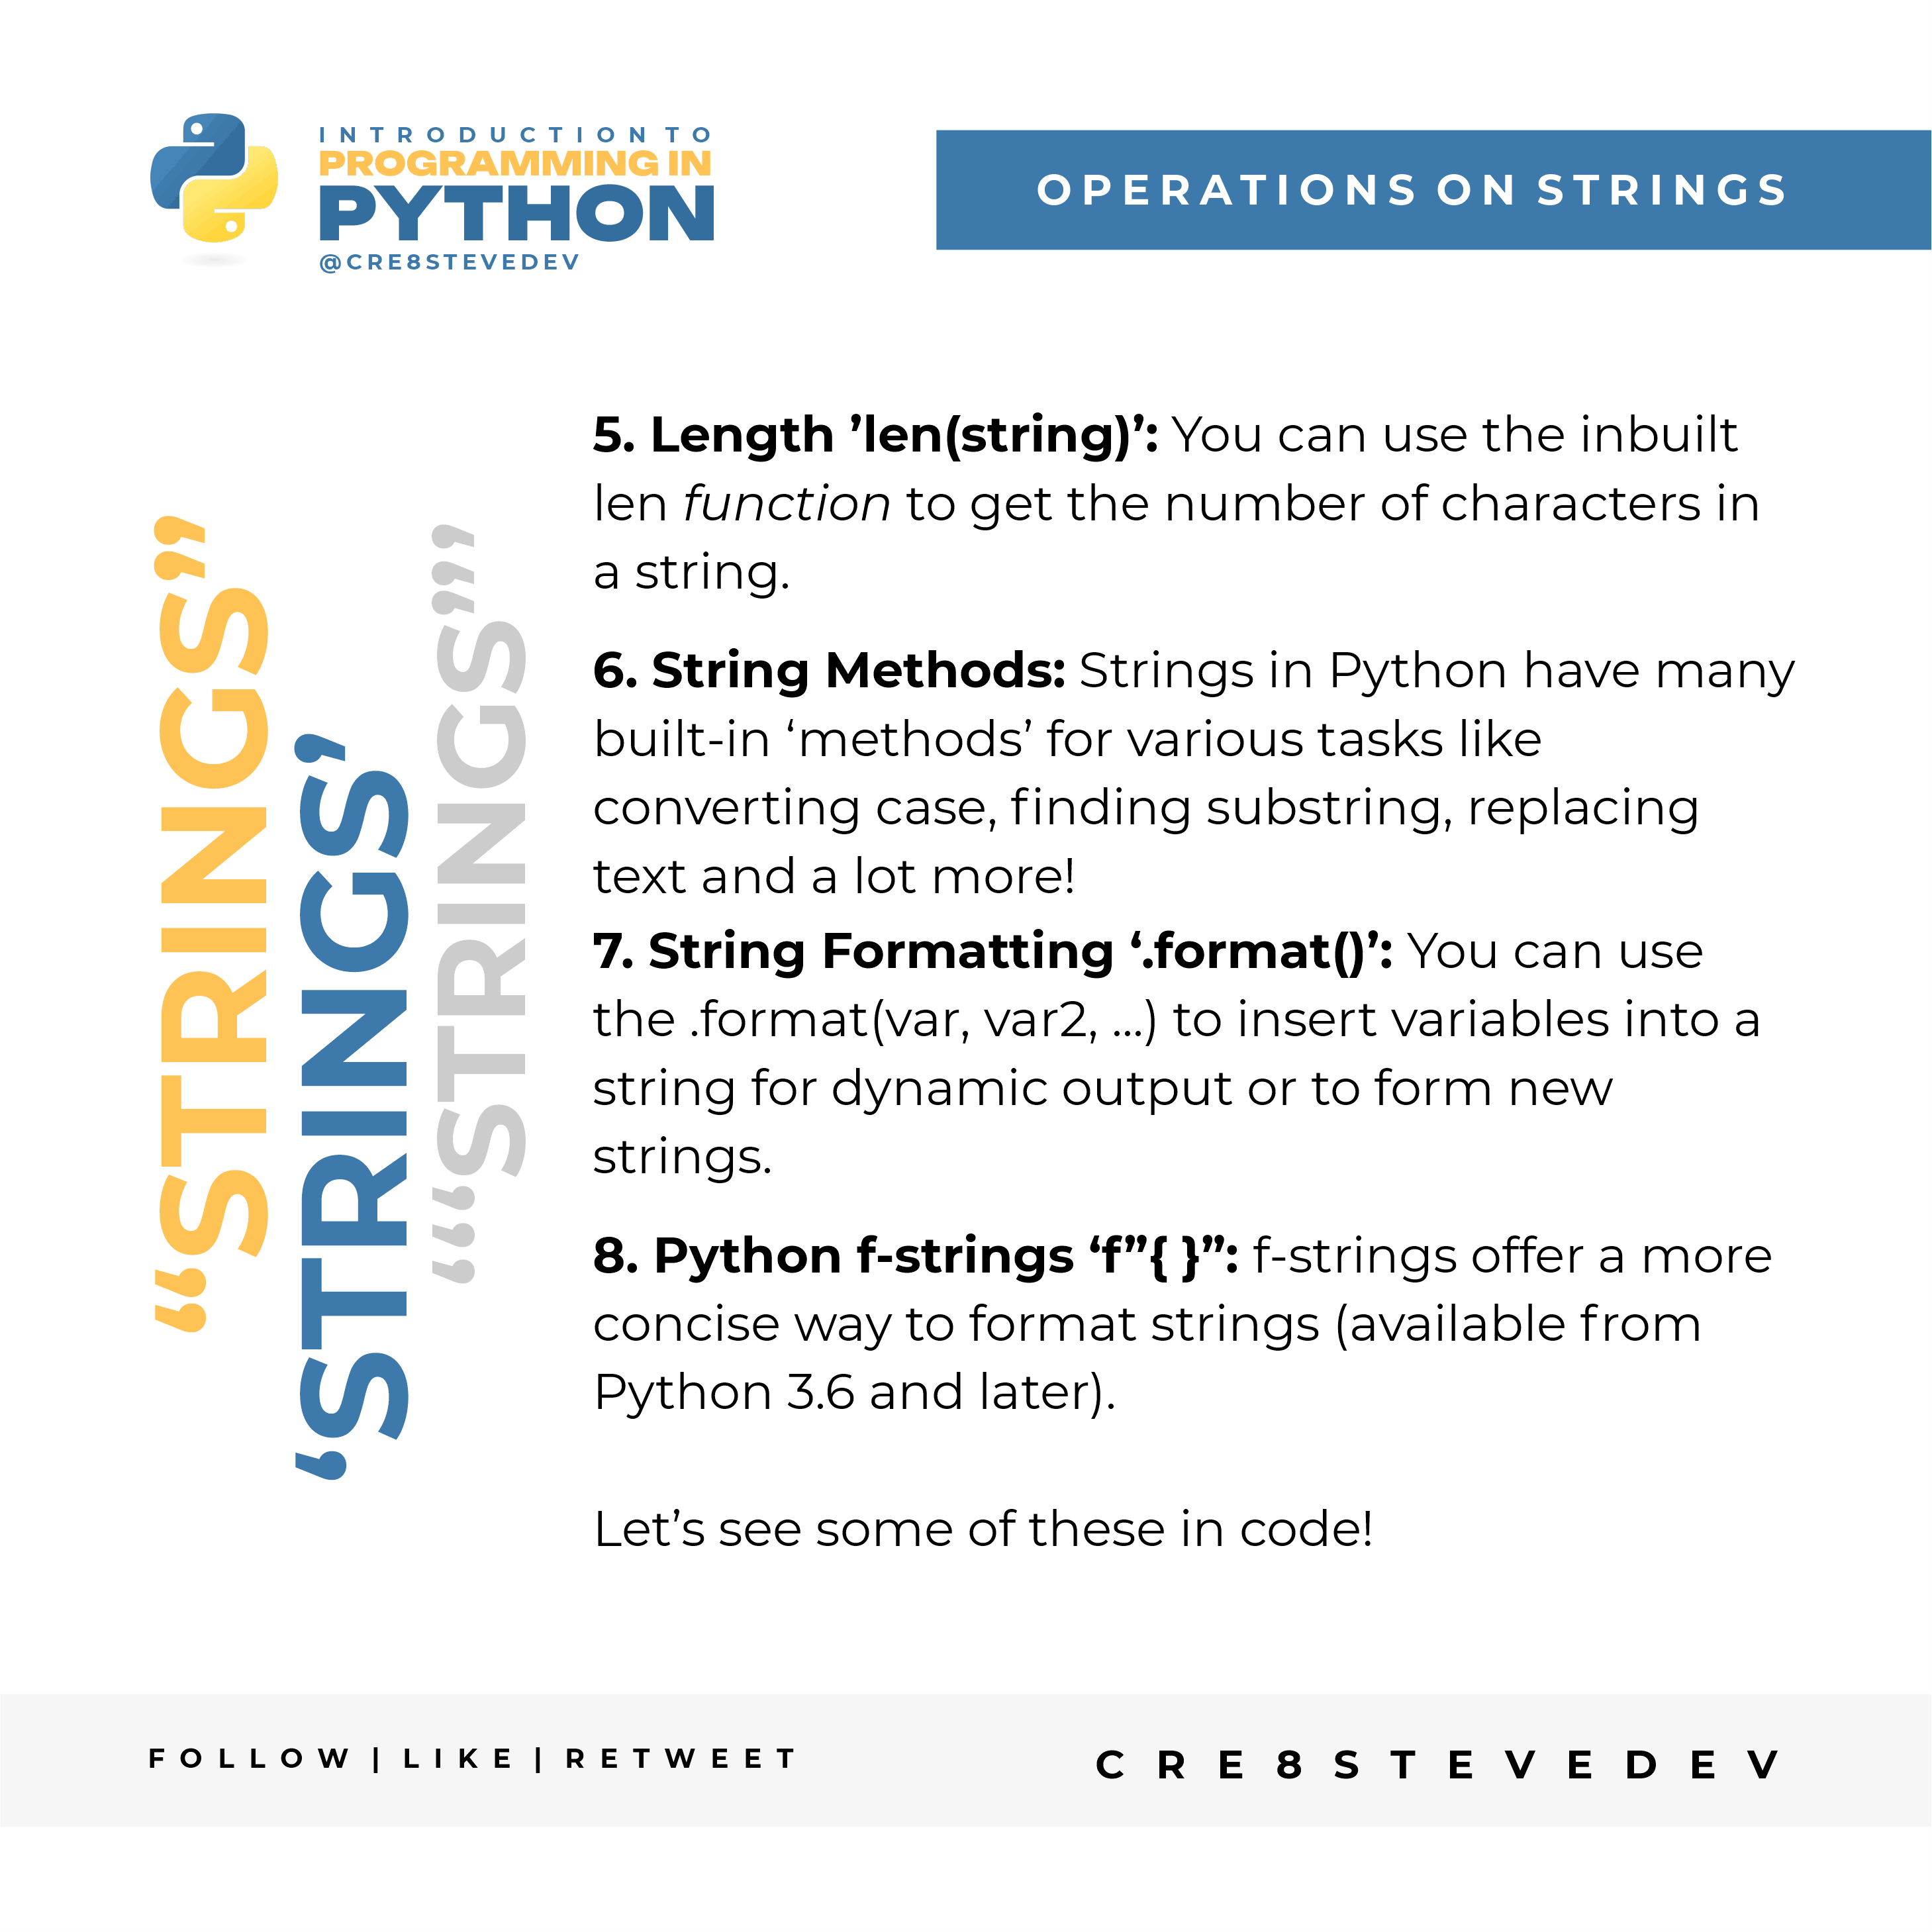 INTRODUCTION TO
PROGRAMMING IN
PYTHON
@CRE8STEVEDEV
OPERATIONS ON STRINGS
“STRINGS”
‘STRINGS’
““STRINGS”””
5. Length ’len(string)’: You can use the inbuilt
len function to get the number of characters in
a string.
6. String Methods: Strings in Python have many
built-in ‘methods’ for various tasks like
converting case, finding substring, replacing
text and a lot more!
7. String Formatting ‘.format()’: You can use
the .format(var, var2, ...) to insert variables into a
string for dynamic output or to form new
strings.
8. Python f-strings ‘f”{ }”: f-strings offer a more
concise way to format strings (available from
Python 3.6 and later).
Let’s see some of these in code!
FOLLOW | LIKE | RETWEET
CRE8STEVEDEV